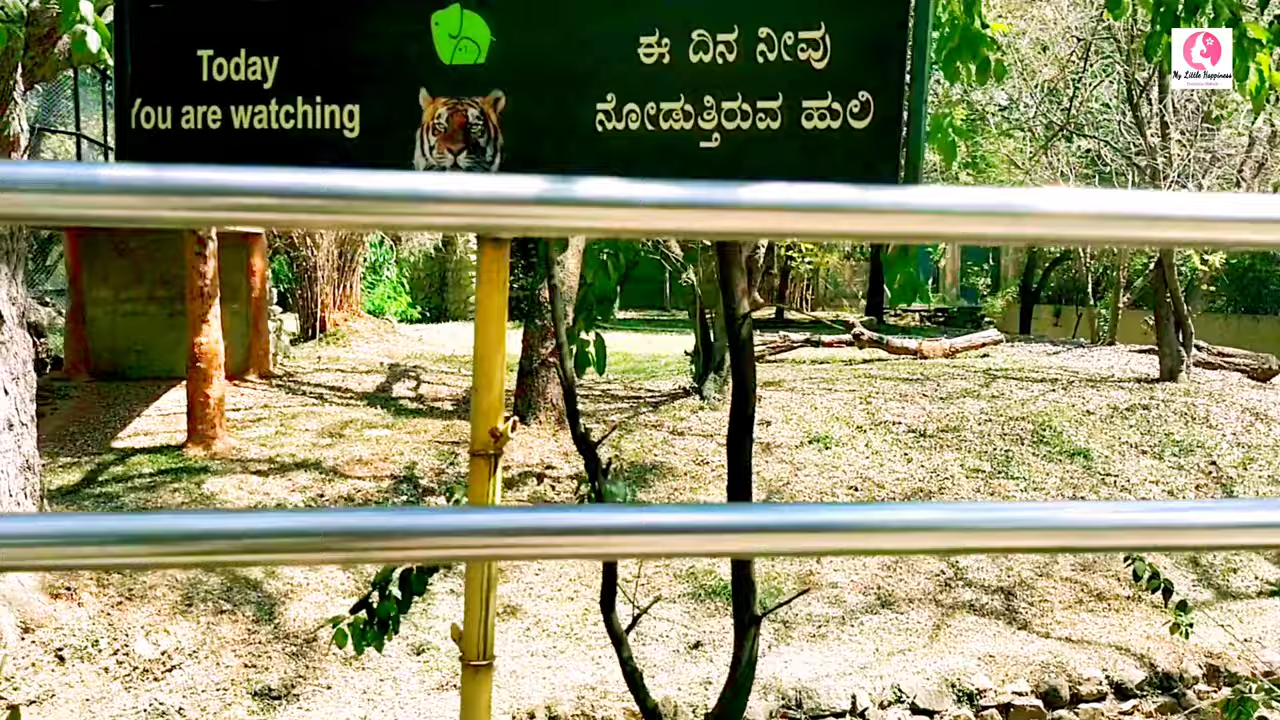 Today
You are watching
ಈ ದಿನ ನೀವು
ನೋಡುತ್ತಿರುವ ಹುಲಿ
My Little Happiness